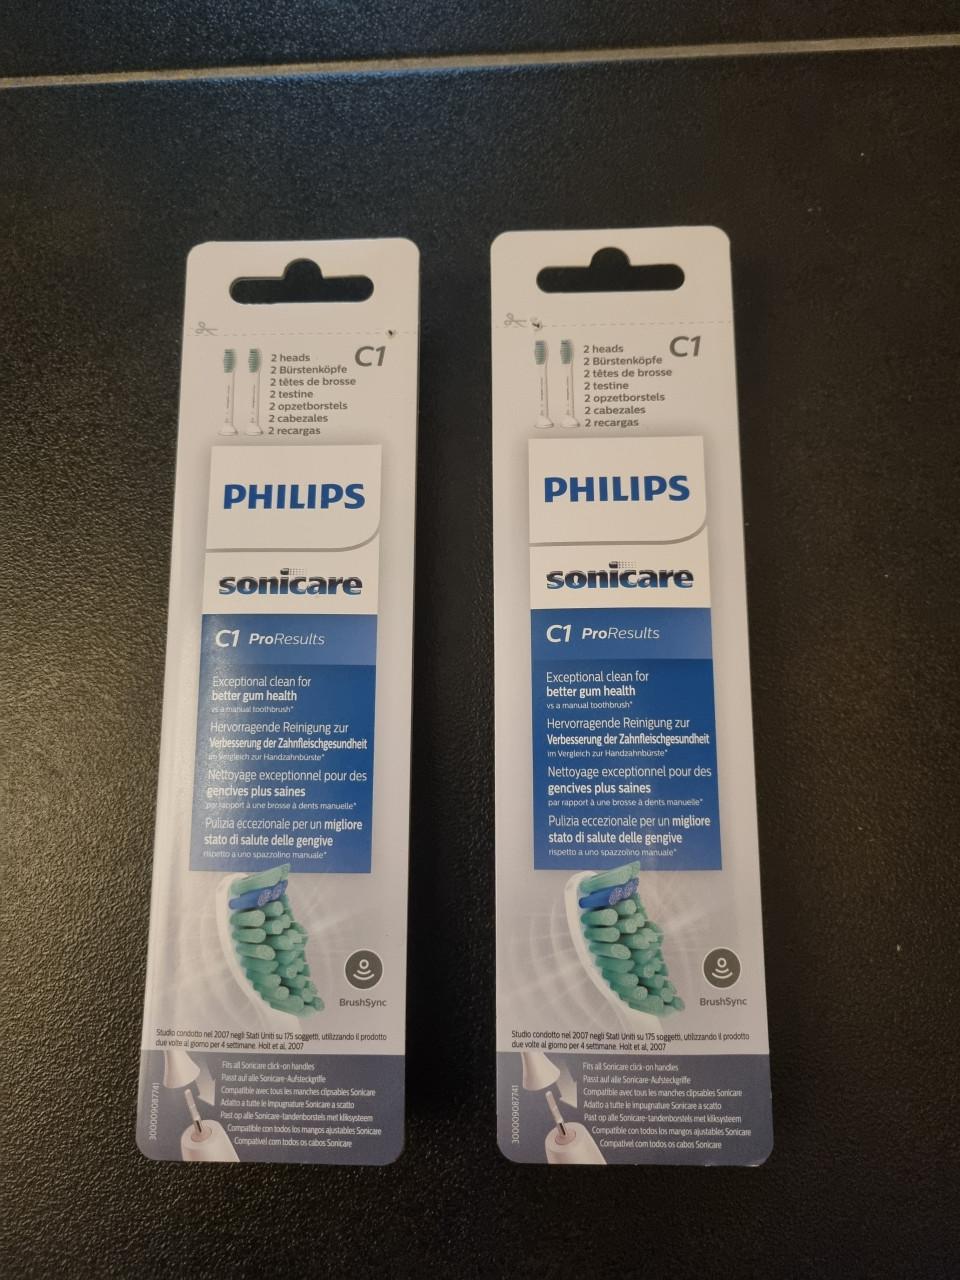 2 heads
C1
2 Bürstenköpfe
2 têtes de brosse
2 testine
2 opzetborstels
2 cabezales
2 recargas
PHILIPS
sonicare
C1 ProResults
Exceptional clean for
better gum health
vs a manual toothbrush*
Hervorragende Reinigung zur
Verbesserung der Zahnfleischgesundheit
im Vergleich zur Handzahnbürste*
Nettoyage exceptionnel pour des
gencives plus saines
par rapport à une brosse à dents manuelle*
Pulizia eccezionale per un migliore
stato di salute delle gengive
rispetto a uno spazzolino manuale*
BrushSync
Studio condotto nel 2007 negli Stati Uniti su 175 soggetti, utilizzando il prodotto
due volte al giorno per 4 settimane. Holt et al, 2007
Fits all Sonicare click-on handles
Passt auf alle Sonicare-Aufsteckgriffe
Compatible avec tous les manches clipsables Sonicare
Adatto a tutte le impugnature Sonicare a scatto
Past op alle Sonicare-tandenborstels met kliksysteem
Compatible con todos los mangos ajustables Sonicare
Compatível com todos os cabos Sonicare
300009087741
2 heads
C1
2 Bürstenköpfe
2 têtes de brosse
2 testine
2 opzetborstels
2 cabezales
2 recargas
PHILIPS
sonicare
C1 ProResults
Exceptional clean for
better gum health
vs a manual toothbrush*
Hervorragende Reinigung zur
Verbesserung der Zahnfleischgesundheit
im Vergleich zur Handzahnbürste*
Nettoyage exceptionnel pour des
gencives plus saines
par rapport à une brosse à dents manuelle*
Pulizia eccezionale per un migliore
stato di salute delle gengive
rispetto a uno spazzolino manuale*
BrushSync
Studio condotto nel 2007 negli Stati Uniti su 175 soggetti, utilizzando il prodotto
due volte al giorno per 4 settimane. Holt et al, 2007
Fits all Sonicare click-on handles
Passt auf alle Sonicare-Aufsteckgriffe
Compatible avec tous les manches clipsables Sonicare
Adatto a tutte le impugnature Sonicare a scatto
Past op alle Sonicare-tandenborstels met kliksysteem
Compatible con todos los mangos ajustables Sonicare
Compatível com todos os cabos Sonicare
300009087741